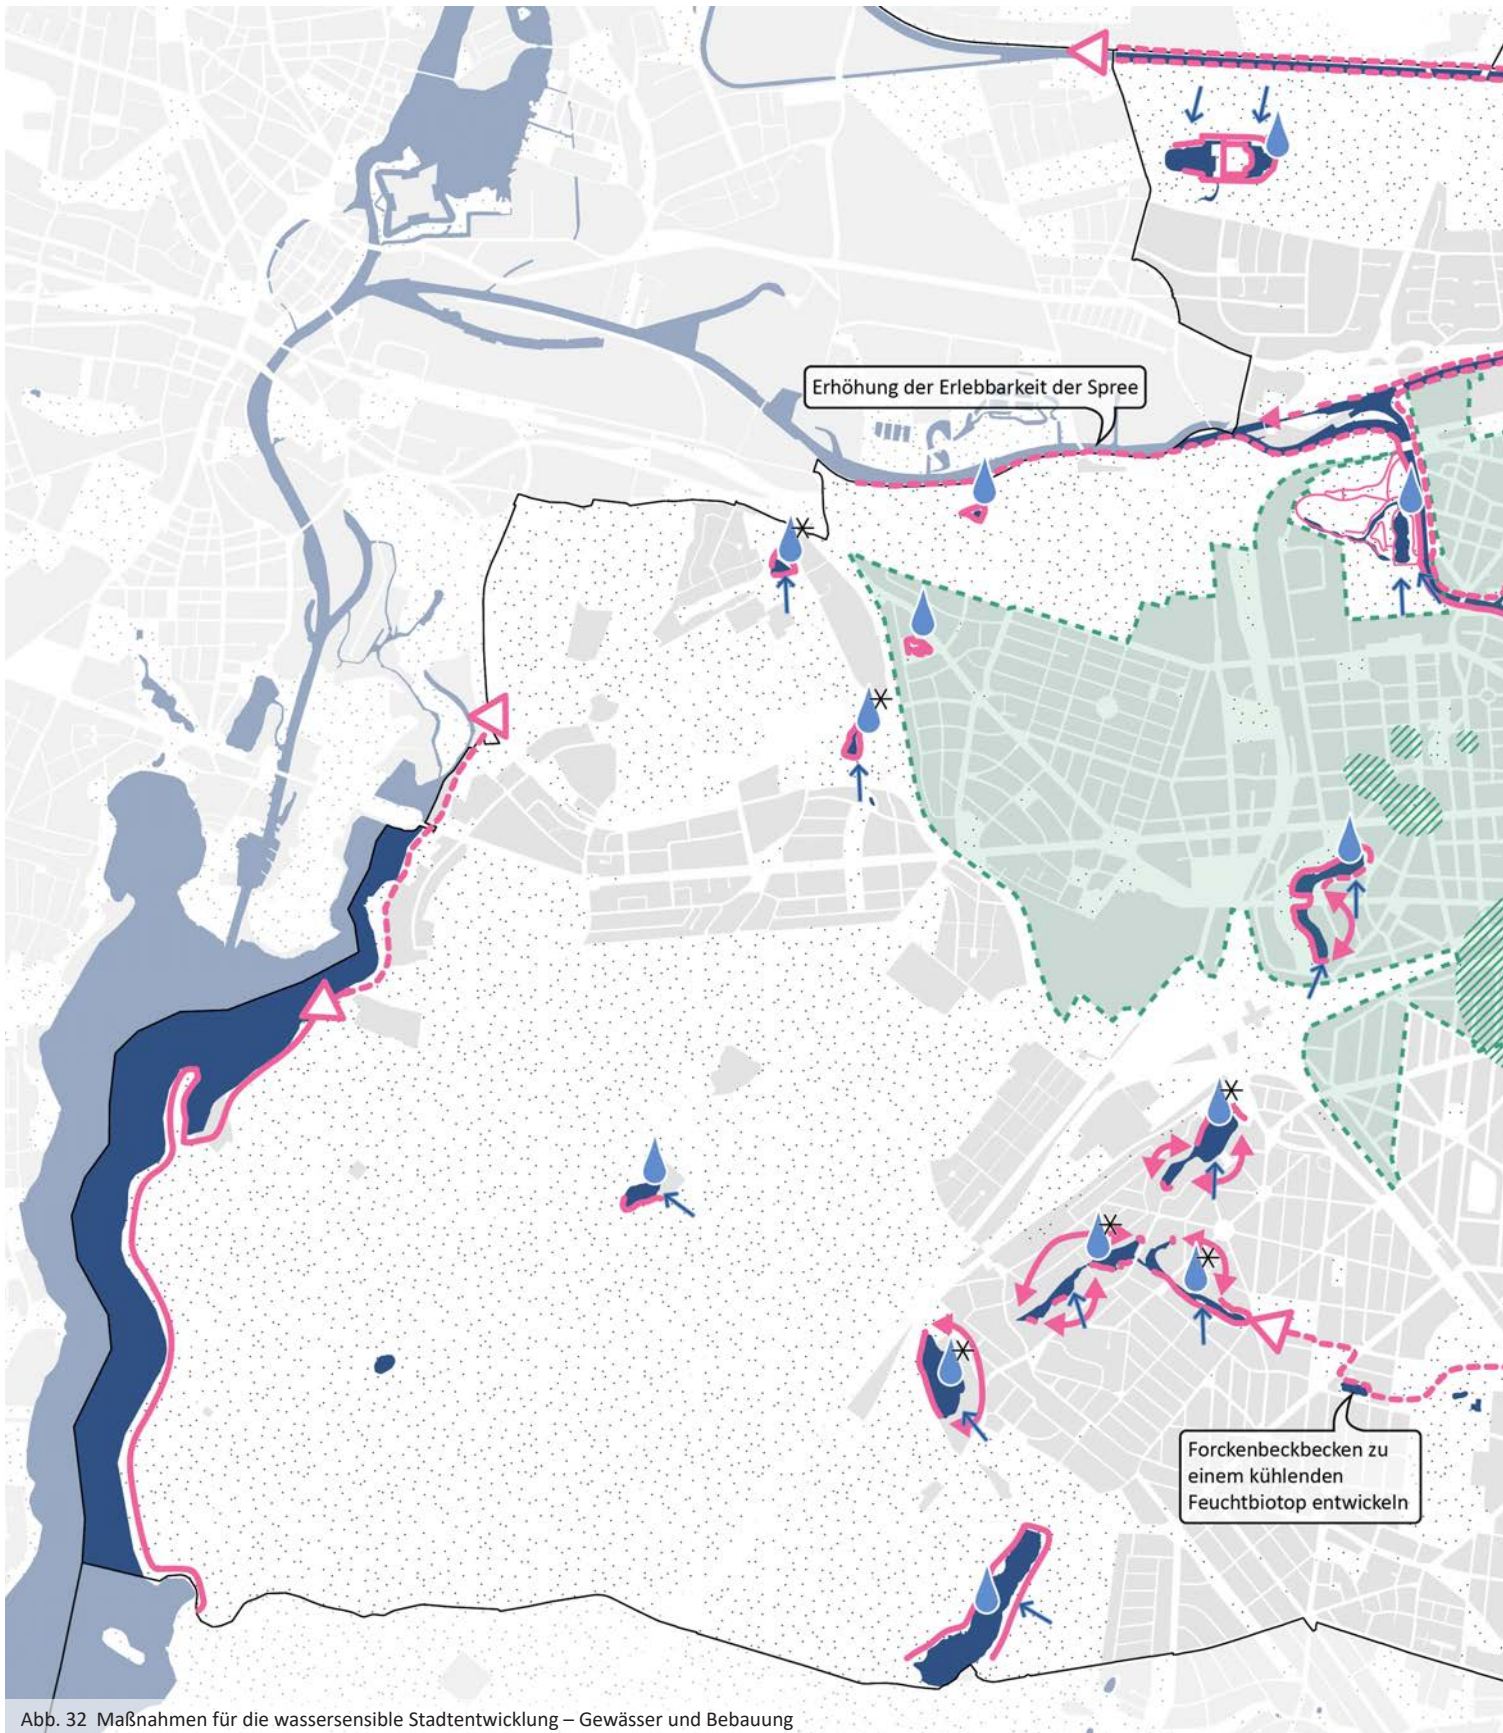 Erhöhung der Erlebbarkeit der Spree
Forckenbeckbecken zu
einem kühlenden
Feuchtbiotop entwickeln
Abb. 32 Maßnahmen für die wassersensible Stadtentwicklung – Gewässer und Bebauung